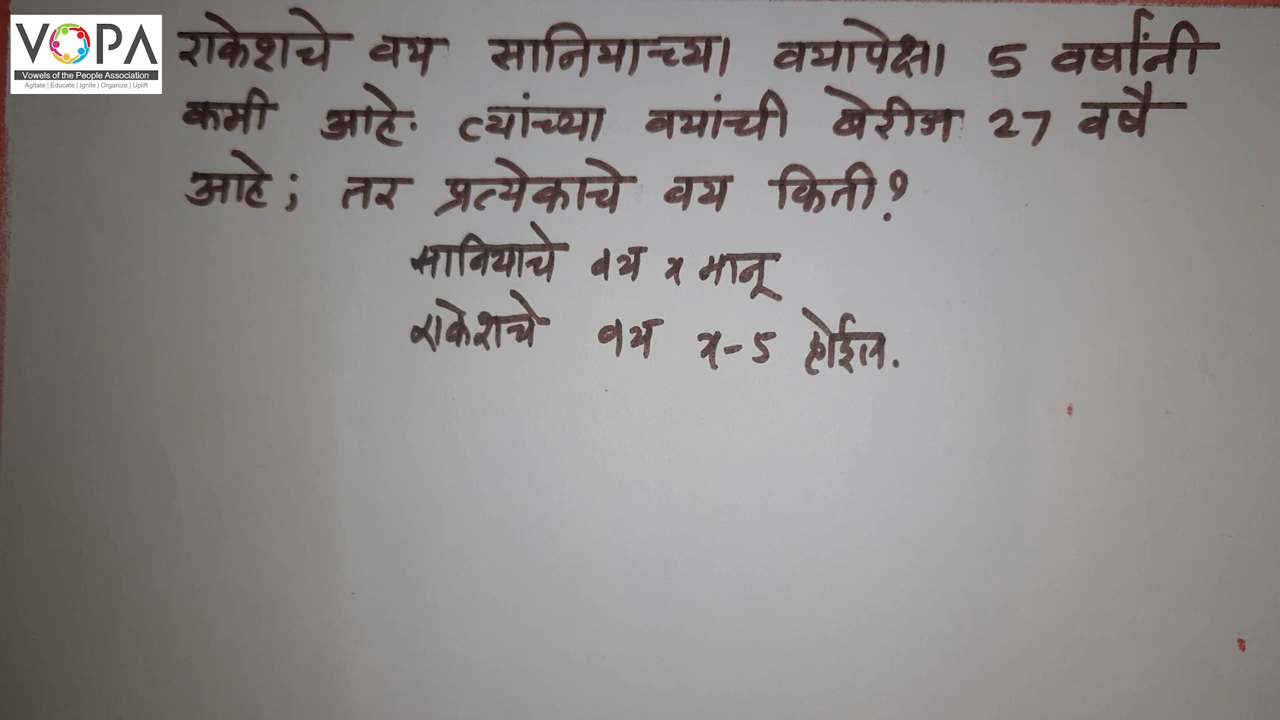 VOPA
Vowels of the People Association
Agitate | Educate | Ignite | Organize | Uplift
राकेशचे वय सानियाच्या वयापेक्षा 5 वर्षांनी
कमी आहे. त्यांच्या वयांची बेरीज 27 वर्षे
आहे; तर प्रत्येकाचे वय किती?
सानियाचे वय x मानू
राकेशचे वय x-5 होईल.